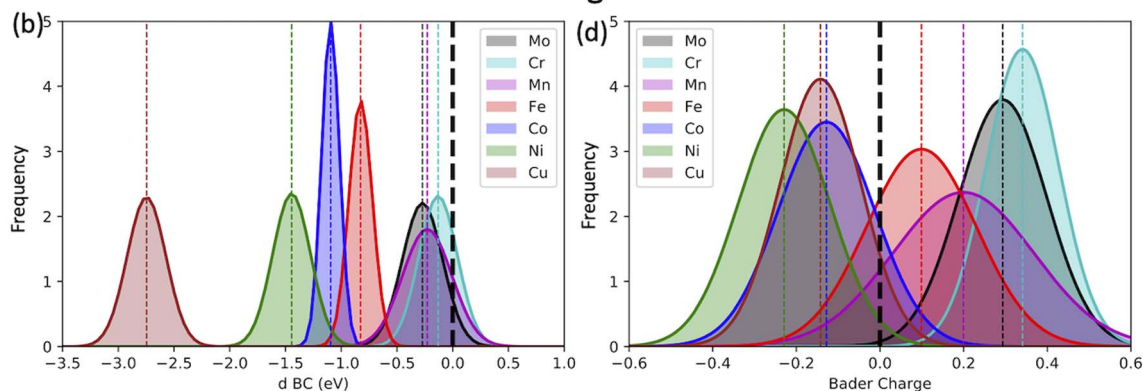 (b)
5
4
3
2
1
0
Frequency
−3.5 −3.0 −2.5 −2.0 −1.5 −1.0 −0.5 0.0 0.5 1.0
d BC (eV)
Mo
Cr
Mn
Fe
Co
Ni
Cu
(d)
5
4
3
2
1
0
Frequency
−0.6 −0.4 −0.2 0.0 0.2 0.4
Bader Charge
Mo
Cr
Mn
Fe
Co
Ni
Cu